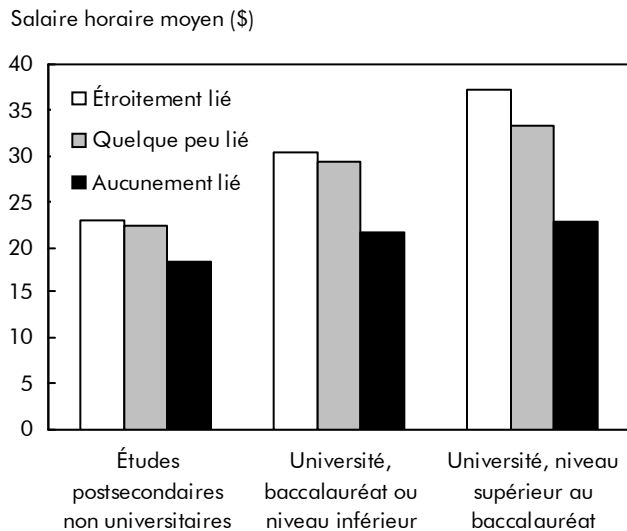 Salaire horaire moyen ($)
40
35
30
25
20
15
10
5
0
Étroitement lié
Quelque peu lié
Aucunement lié
Études
postsecondaires
non universitaires
Université,
baccalauréat ou
niveau inférieur
Université, niveau
supérieur au
baccalauréat